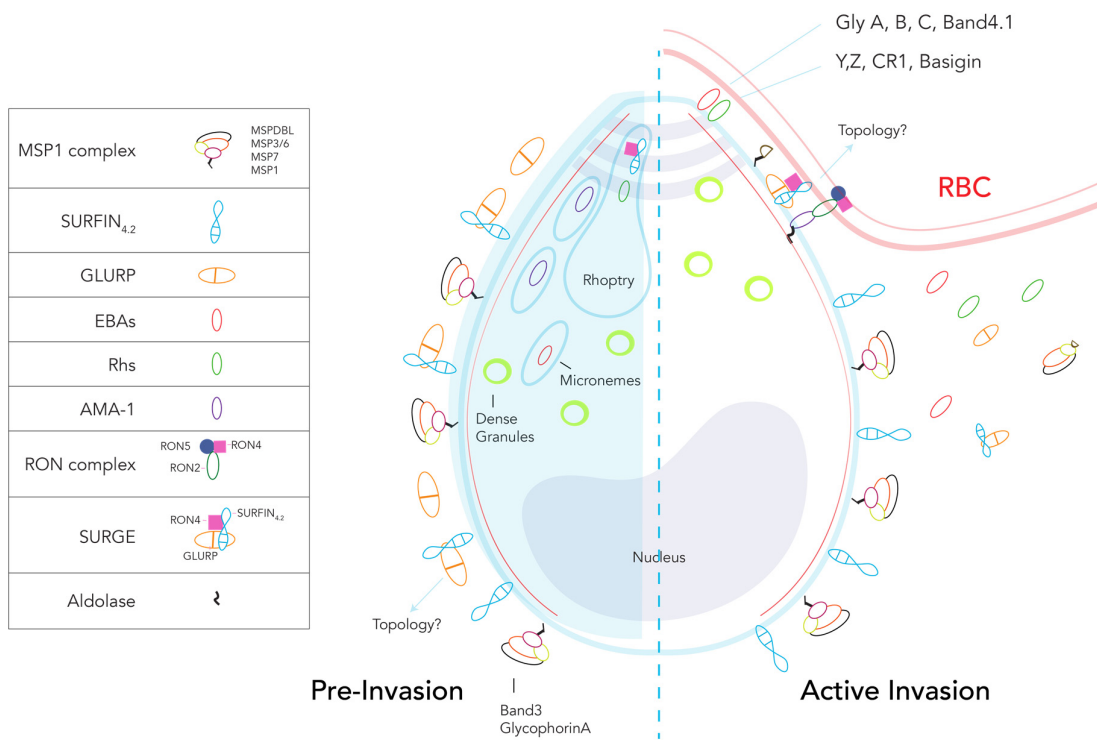 Gly A, B, C, Band4.1
Y,Z, CR1, Basigin
Topology?
RBC
MSP1 complex
MSPDBL
MSP3/6
MSP7
MSP1
SURFIN4.2
GLURP
EBAs
Rhs
AMA-1
RON complex
RON5
RON4
RON2
SURGE
RON4
SURFIN4.2
GLURP
Aldolase
Rhoptry
Micronemes
Dense
Granules
Nucleus
Topology?
Pre-Invasion
Active Invasion
Band3
GlycophorinA